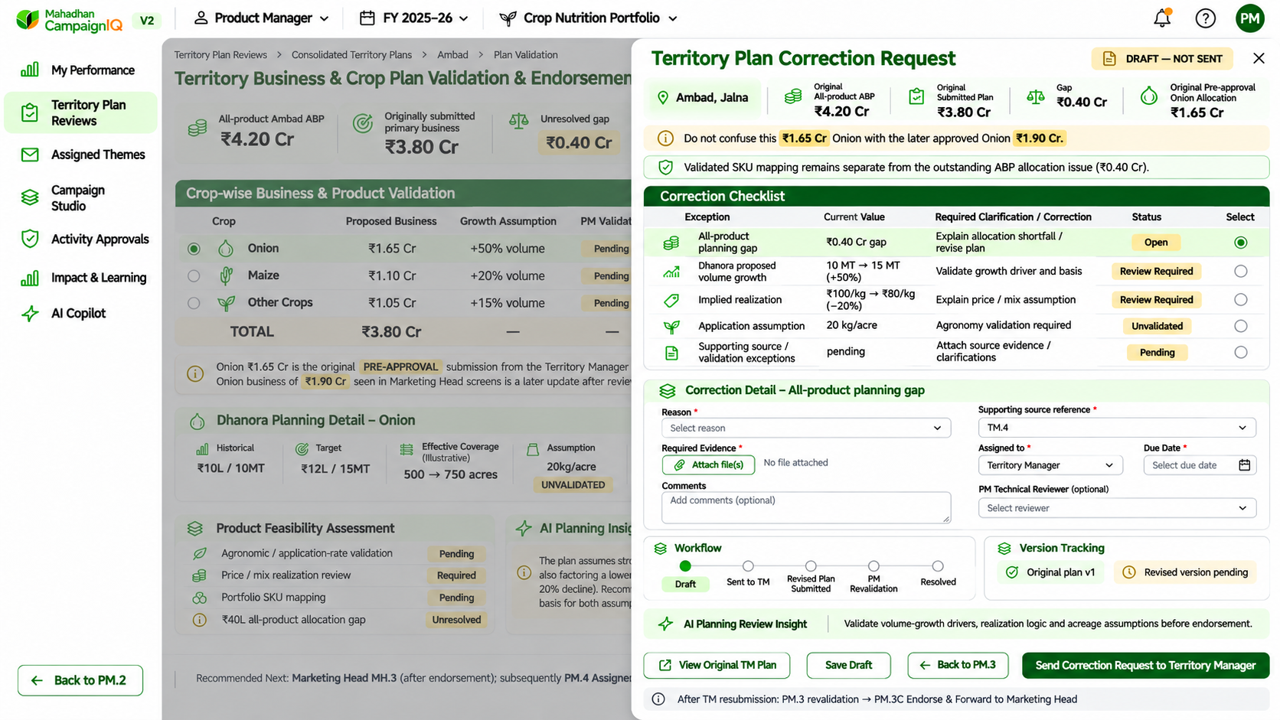 Mahadhan
CampaignIQ
V2
Product Manager
FY 2025–26
Crop Nutrition Portfolio
PM
My Performance
Territory Plan
Reviews
Assigned Themes
Campaign
Studio
Activity Approvals
Impact & Learning
AI Copilot
Back to PM.2
Territory Plan Reviews > Consolidated Territory Plans > Ambad > Plan Validation
Territory Business & Crop Plan Validation & Endorsemen
All-product Ambad ABP
₹4.20 Cr
Originally submitted
primary business
₹3.80 Cr
Unresolved gap
₹0.40 Cr
Crop-wise Business & Product Validation
Crop Proposed Business Growth Assumption PM Validat
Onion ₹1.65 Cr +50% volume Pending
Maize ₹1.10 Cr +20% volume Pending
Other Crops ₹1.05 Cr +15% volume Pending
TOTAL ₹3.80 Cr — —
Onion ₹1.65 Cr is the original PRE-APPROVAL submission from the Territory Manager
Onion business of ₹1.90 Cr seen in Marketing Head screens is a later update after review
Dhanora Planning Detail – Onion
Historical
₹10L / 10MT
Target
₹12L / 15MT
Effective Coverage
(Illustrative)
500 → 750 acres
Assumption
20kg/acre
UNVALIDATED
Product Feasibility Assessment
Agronomic / application-rate validation Pending
Price / mix realization review Required
Portfolio SKU mapping Pending
₹40L all-product allocation gap Unresolved
AI Planning Insig
The plan assumes str
also factoring a lower
20% decline). Recom
basis for both assump
Recommended Next: Marketing Head MH.3 (after endorsement); subsequently PM.4 Assigne
Territory Plan Correction Request
DRAFT — NOT SENT
Ambad, Jalna
Original
All-product ABP
₹4.20 Cr
Original
Submitted Plan
₹3.80 Cr
Gap
₹0.40 Cr
Original Pre-approval
Onion Allocation
₹1.65 Cr
Do not confuse this ₹1.65 Cr Onion with the later approved Onion ₹1.90 Cr.
Validated SKU mapping remains separate from the outstanding ABP allocation issue (₹0.40 Cr).
Correction Checklist
Exception Current Value Required Clarification / Correction Status Select
All-product
planning gap
₹0.40 Cr gap
Explain allocation shortfall /
revise plan
Open
Dhanora proposed
volume growth
10 MT → 15 MT
(+50%)
Validate growth driver and basis
Review Required
Implied realization
₹100/kg → ₹80/kg
(−20%)
Explain price / mix assumption
Review Required
Application assumption 20 kg/acre Agronomy validation required Unvalidated
Supporting source /
validation exceptions
pending
Attach source evidence /
clarifications
Pending
Correction Detail – All-product planning gap
Reason *
Select reason
Supporting source reference *
TM.4
Required Evidence *
Attach file(s)
No file attached
Assigned to *
Territory Manager
Due Date *
Select due date
Comments
Add comments (optional)
PM Technical Reviewer (optional)
Select reviewer
Workflow
Draft
Sent to TM
Revised Plan
Submitted
PM
Revalidation
Resolved
Version Tracking
Original plan v1
Revised version pending
AI Planning Review Insight
Validate volume-growth drivers, realization logic and acreage assumptions before endorsement.
View Original TM Plan
Save Draft
Back to PM.3
Send Correction Request to Territory Manager
After TM resubmission: PM.3 revalidation → PM.3C Endorse & Forward to Marketing Head